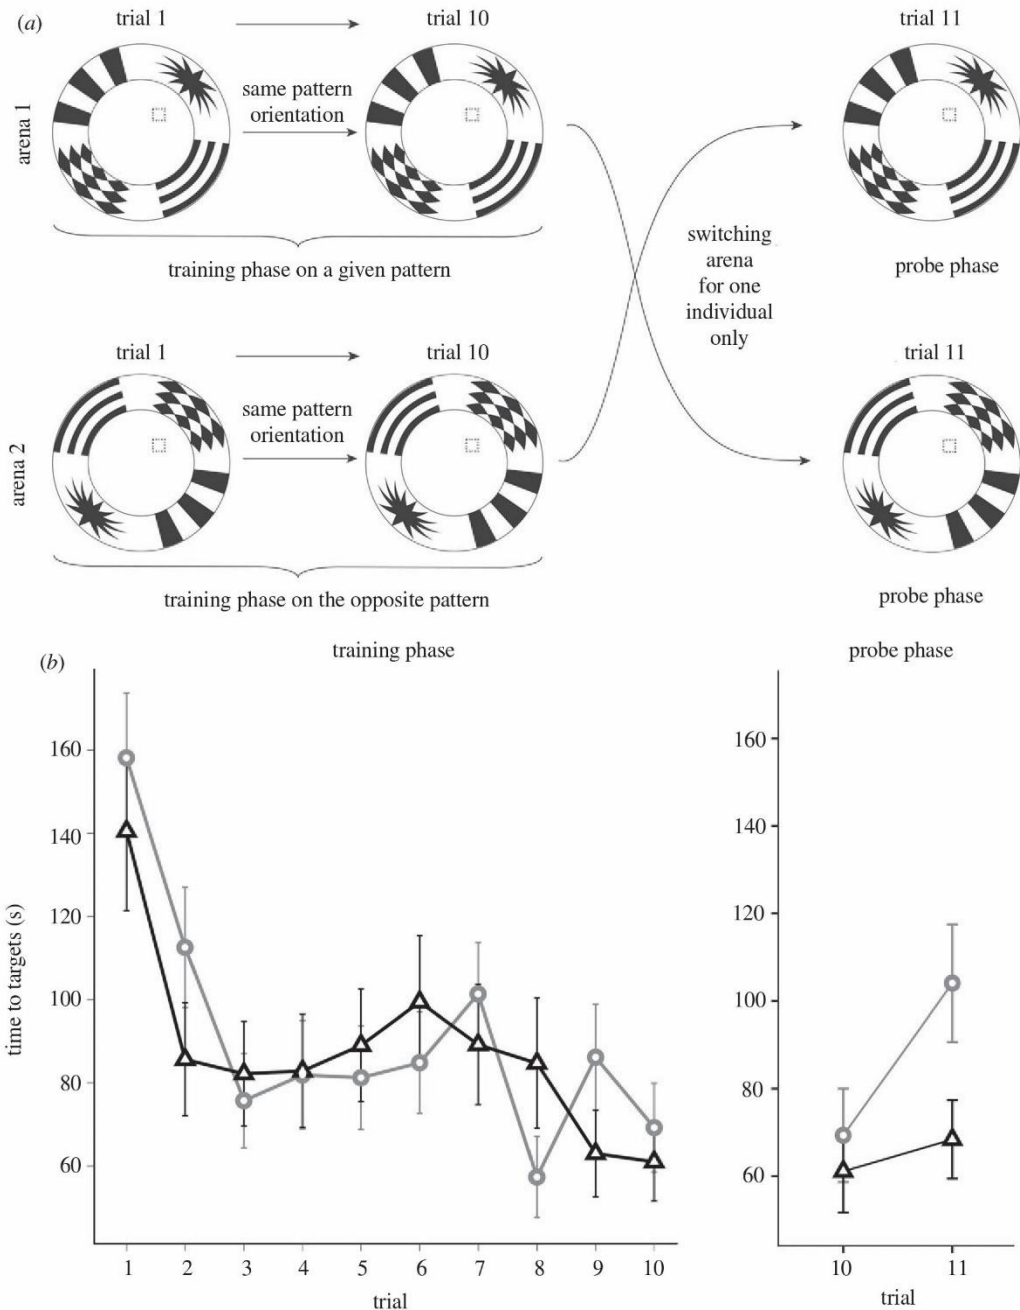 (a)
trial 1
trial 10
trial 11
arena 1
same pattern
orientation
training phase on a given pattern
switching
arena
for one
individual
only
probe phase
trial 1
trial 10
trial 11
arena 2
same pattern
orientation
training phase on the opposite pattern
probe phase
(b)
training phase
probe phase
time to targets (s)
160
140
120
100
80
60
1 2 3 4 5 6 7 8 9 10
trial
160
140
120
100
80
60
10 11
trial